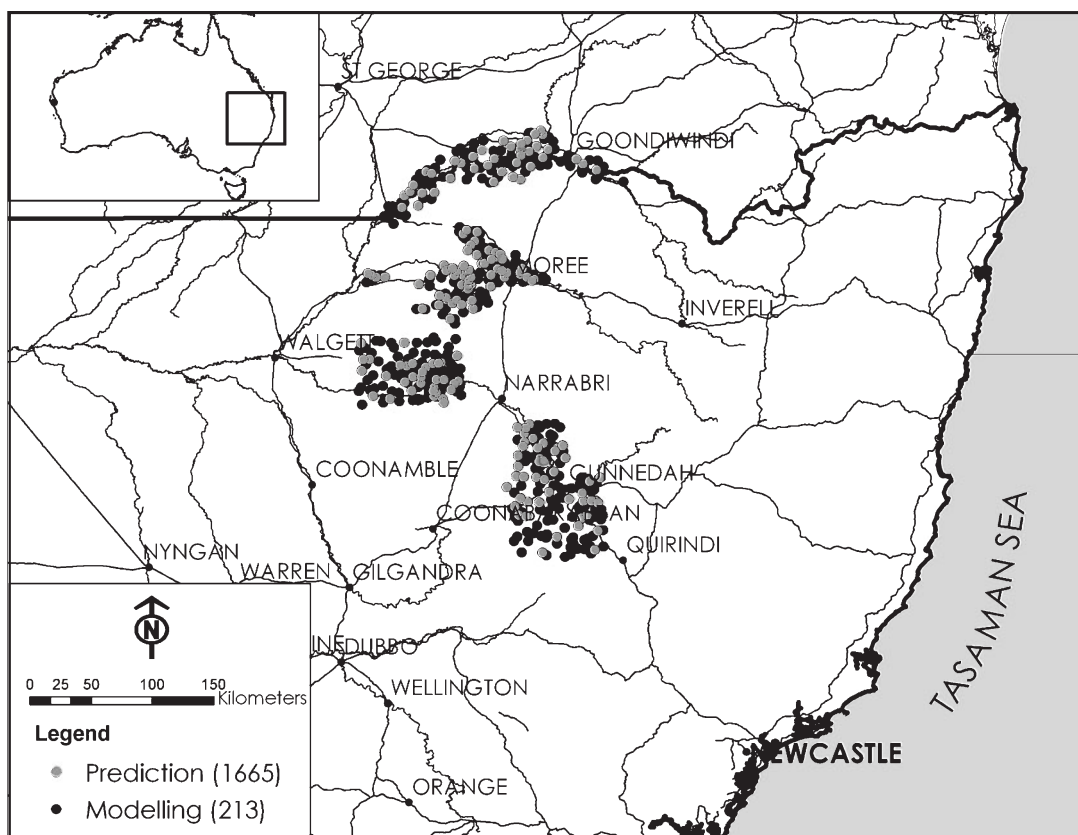 ST GEORGE
GOONDIWINDI
MOREE
INVERELL
WALGETT
NARRABRI
COONAMBLE
GUNNEDAH
NYNGAN
QUIRINDI
WARREN
GILGANDRA
DUBBO
WELLINGTON
ORANGE
NEWCASTLE
TASAMAN SEA
N
0 25 50 100 150
Kilometers
Legend
Prediction (1665)
Modelling (213)